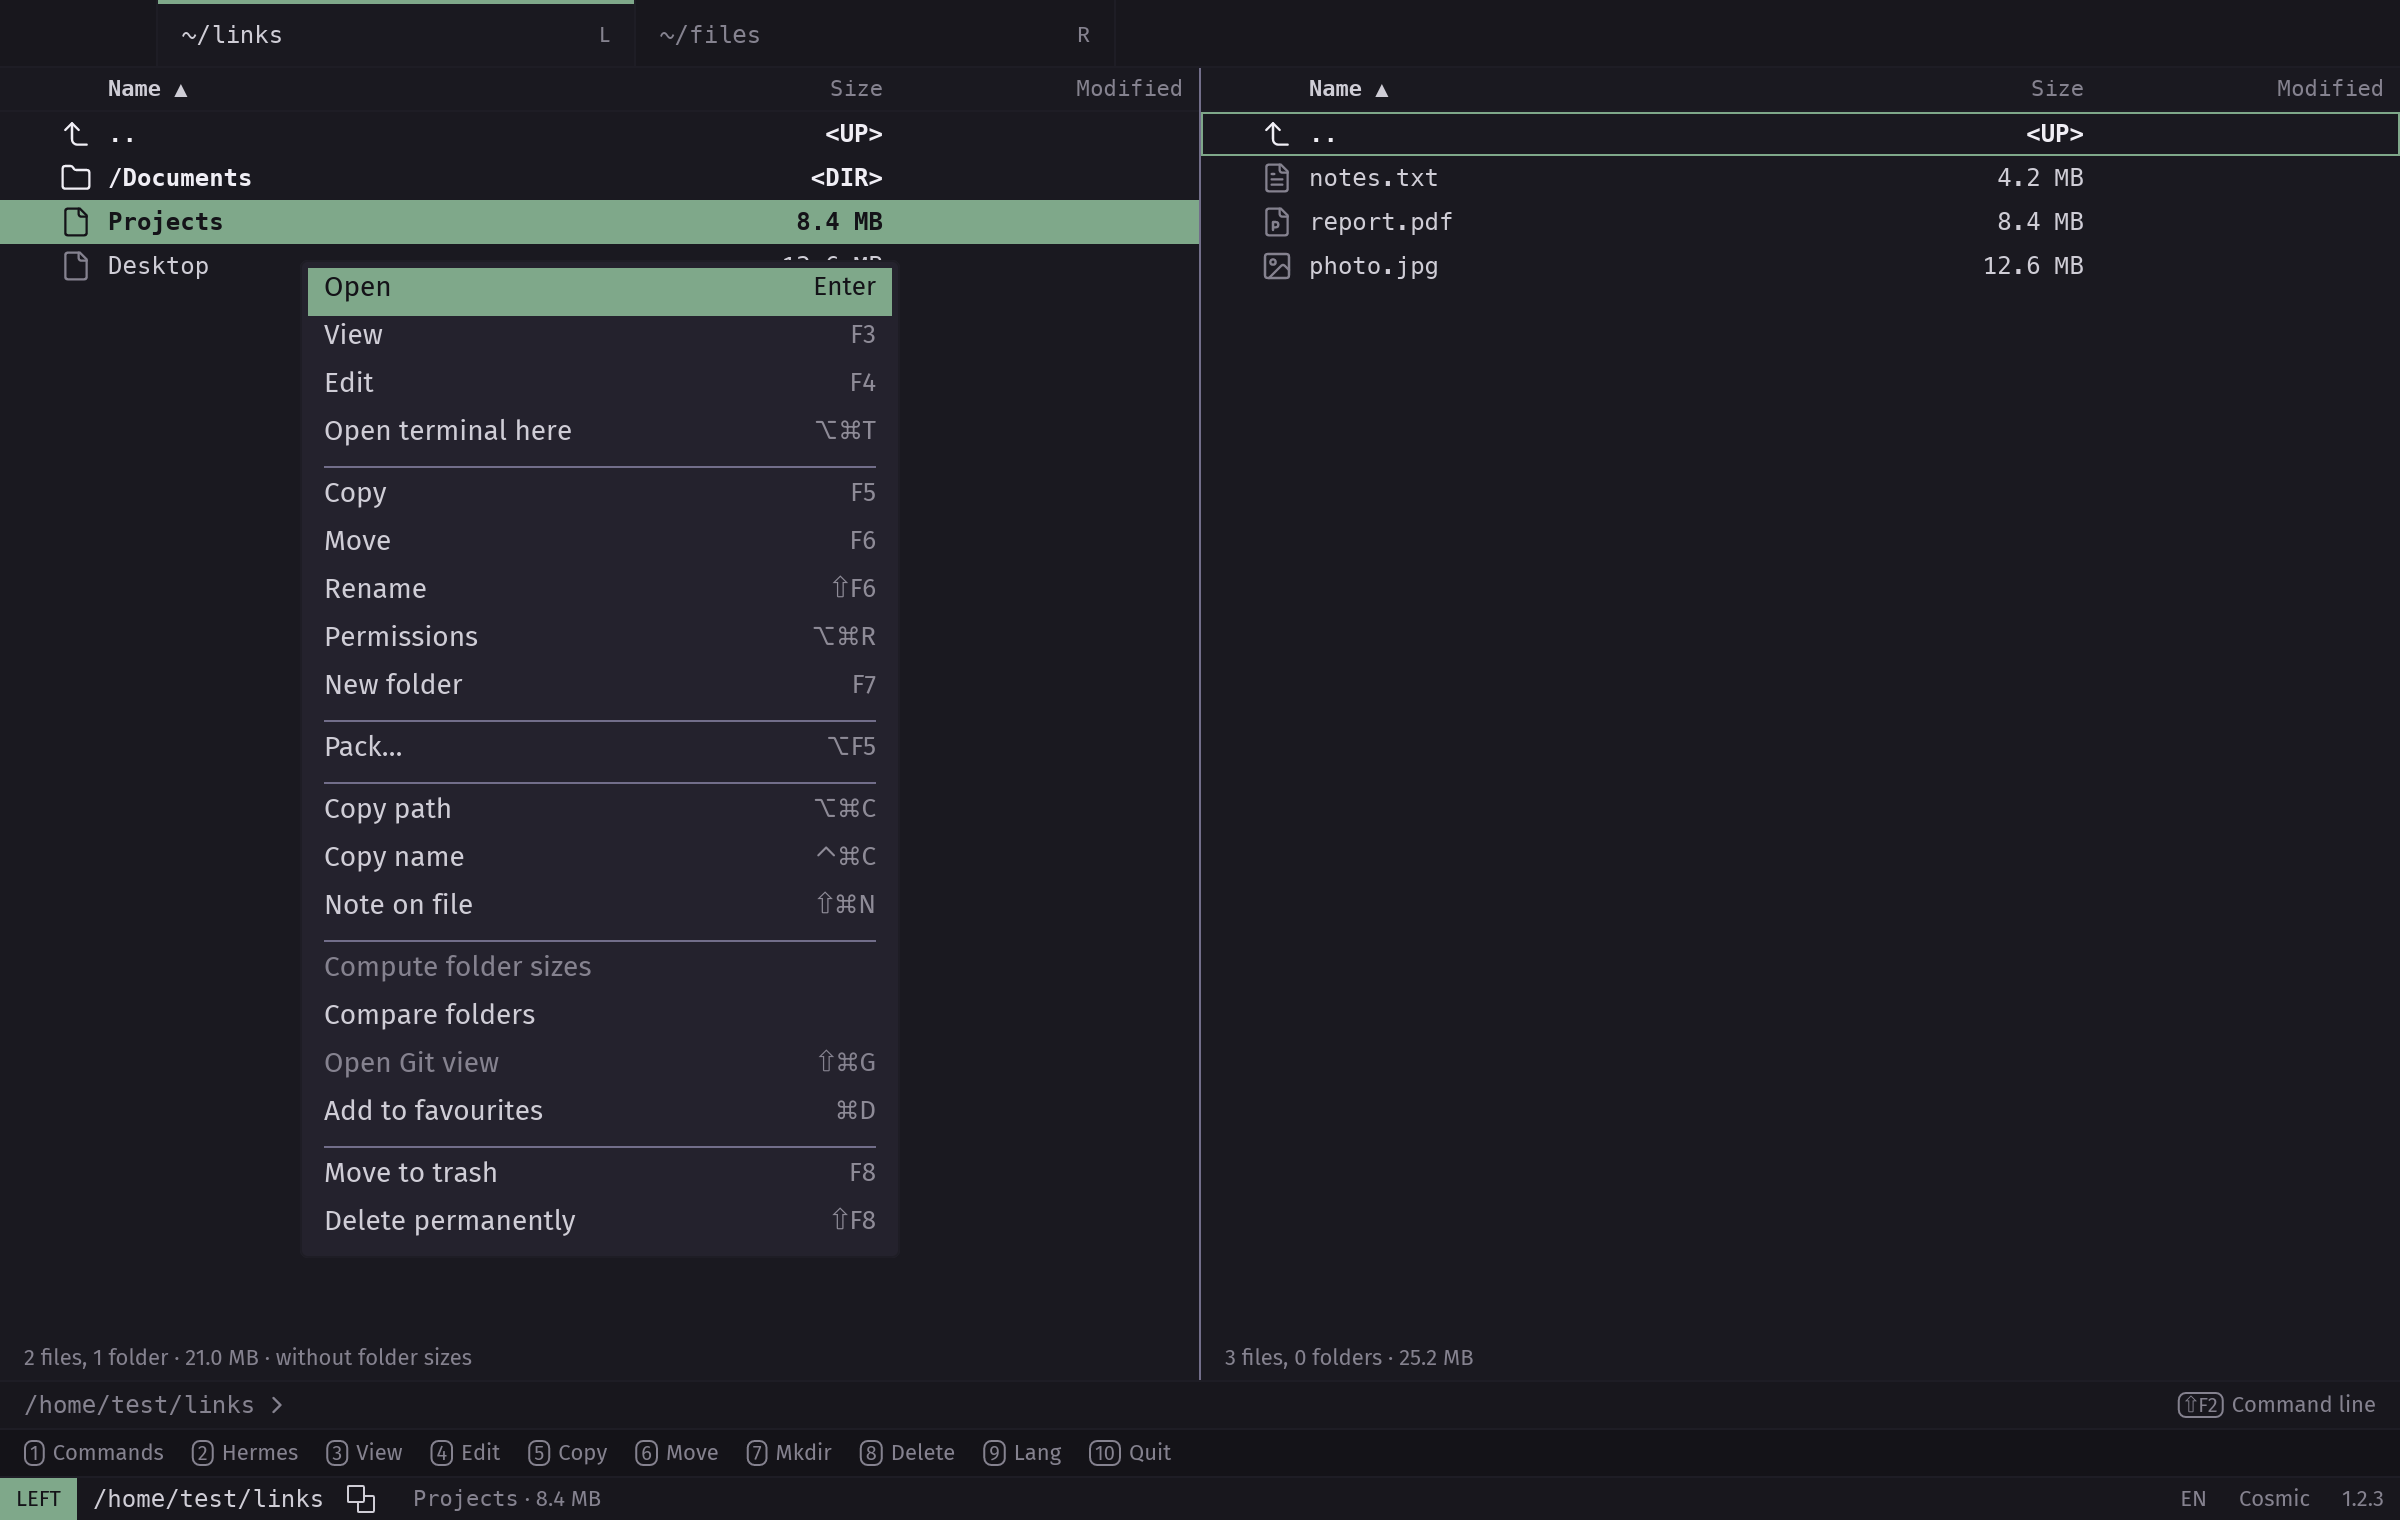 ~/links L ~/files R
Name ▲ Size Modified Name ▲ Size Modified
.. <UP> .. <UP>
/Documents <DIR> notes.txt 4.2 MB
Projects 8.4 MB report.pdf 8.4 MB
Desktop photo.jpg 12.6 MB
Open Enter
View F3
Edit F4
Open terminal here ⌥⌘T
Copy F5
Move F6
Rename ⇧F6
Permissions ⌥⌘R
New folder F7
Pack... ⌥F5
Copy path ⌥⌘C
Copy name ^⌘C
Note on file ⇧⌘N
Compute folder sizes
Compare folders
Open Git view ⇧⌘G
Add to favourites ⌘D
Move to trash F8
Delete permanently ⇧F8
2 files, 1 folder · 21.0 MB · without folder sizes 3 files, 0 folders · 25.2 MB
/home/test/links > ⇧F2 Command line
1 Commands 2 Hermes 3 View 4 Edit 5 Copy 6 Move 7 Mkdir 8 Delete 9 Lang 10 Quit
LEFT /home/test/links Projects · 8.4 MB EN Cosmic 1.2.3